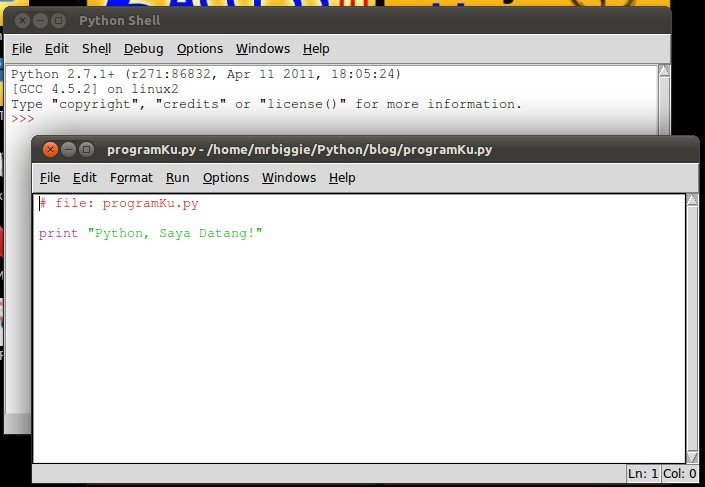 Python Shell
File Edit Shell Debug Options Windows Help
Python 2.7.1+ (r271:86832, Apr 11 2011, 18:05:24)
[GCC 4.5.2] on linux2
Type "copyright", "credits" or "license()" for more information.
>>>
programKu.py - /home/mrbiggie/Python/blog/programKu.py
File Edit Format Run Options Windows Help
# file: programKu.py
print "Python, Saya Datang!"
Ln: 1 Col: 0